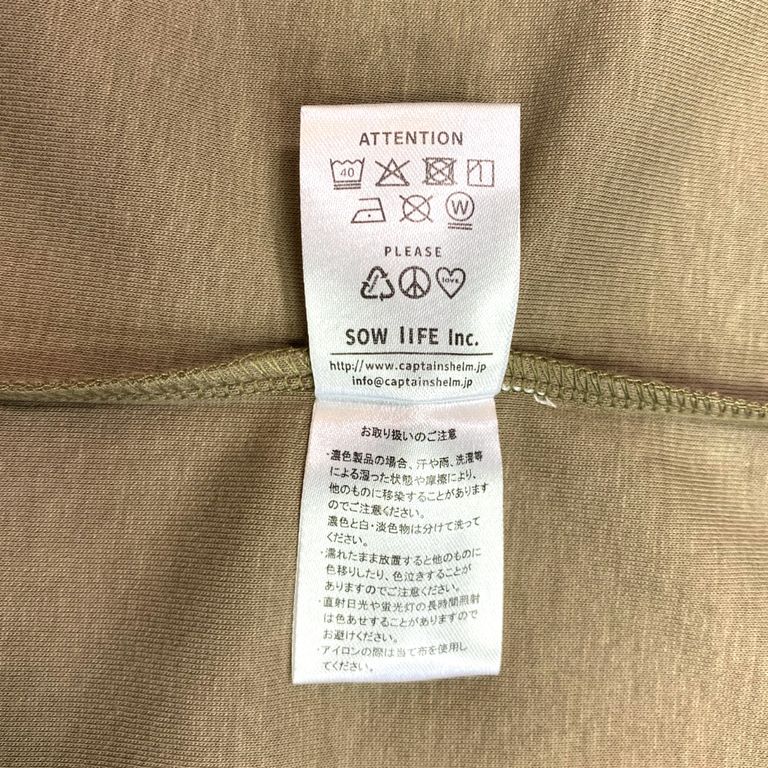 ATTENTION
40
W
PLEASE
love
SOW lIFE Inc.
http://www.captainshelm.jp
info@captainshelm.jp
お取り扱いのご注意
・濃色製品の場合、汗や雨、洗濯等
による湿った状態や摩擦により、
他のものに移染することがあります
のでご注意ください。
濃色と白・淡色物は分けて洗って
ください。
・濡れたまま放置すると他のものに
色移りしたり、色泣きすることが
ありますのでご注意ください。
・直射日光や蛍光灯の長時間照射
は色あせすることがありますので
お避けください。
・アイロンの際は当て布を使用し
てください。